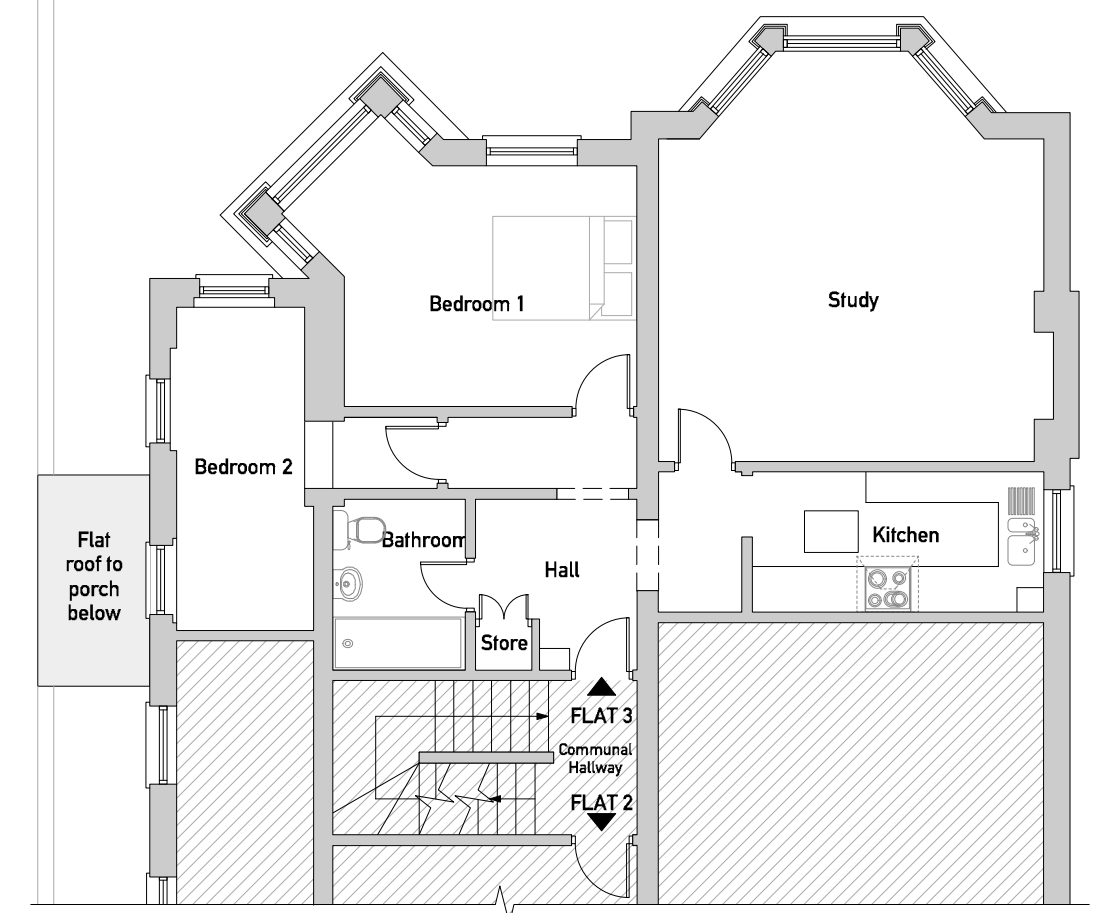 Study
Bedroom 1
Bedroom 2
Flat
roof to
porch
below
Bathroom
Hall
Kitchen
Store
FLAT 3
Communal
Hallway
FLAT 2